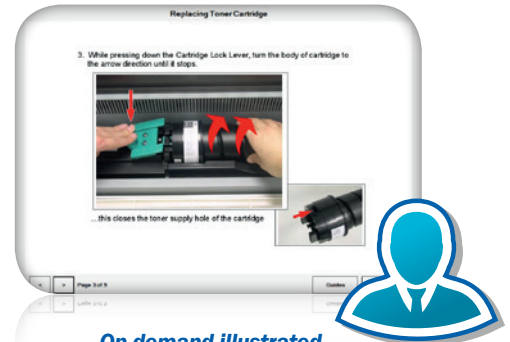 Replacing Toner Cartridge
3. While pressing down the Cartridge Lock Lever, turn the body of cartridge to
the arrow direction until it stops.
...this closes the toner supply hole of the cartridge
< > Page 3 of 9
Guides
On demand illustrated